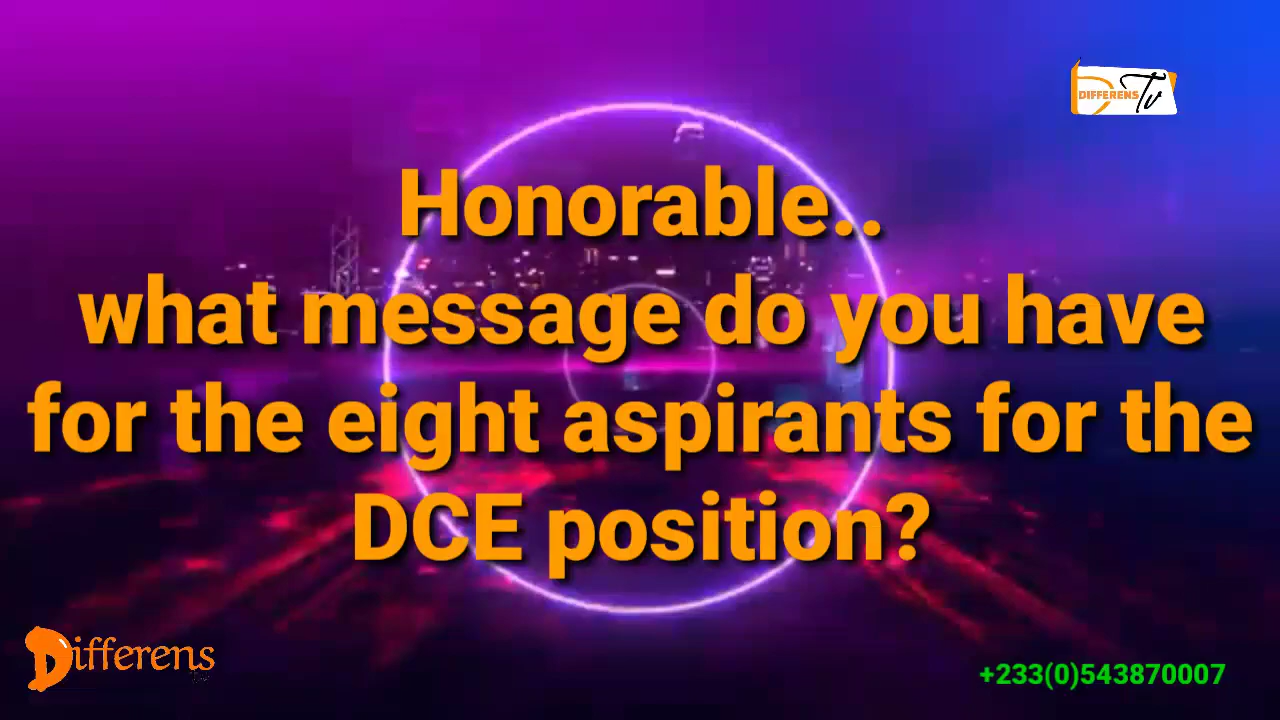 DIFFERENS TV
Honorable..
what message do you have
for the eight aspirants for the
DCE position?
Differens
+233(0)543870007